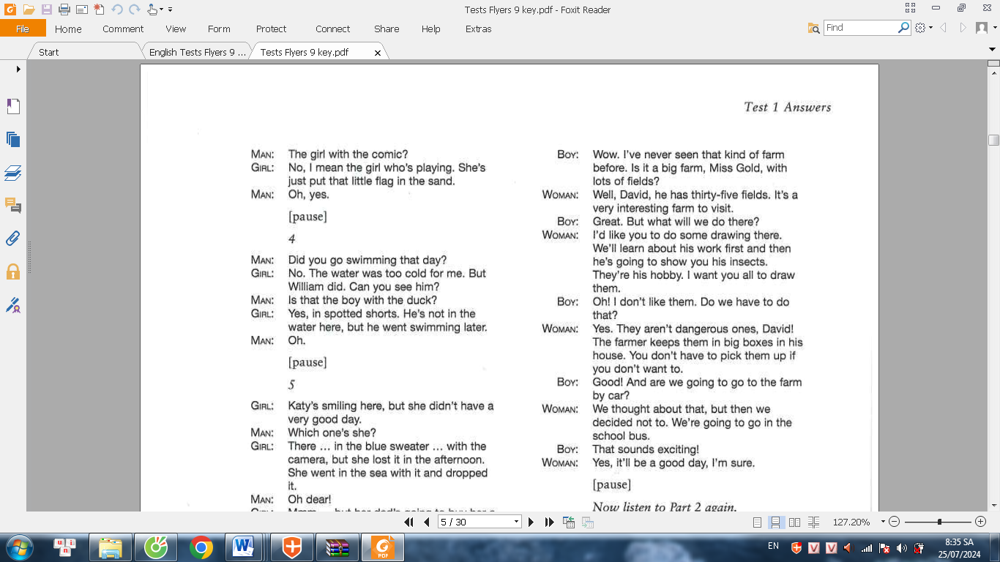 Tests Flyers 9 key.pdf - Foxit Reader
File Home Comment View Form Protect Connect Share Help Extras
Find
Start
English Tests Flyers 9 ...
Tests Flyers 9 key.pdf
Test 1 Answers
MAN: The girl with the comic?
GIRL: No, I mean the girl who's playing. She's
just put that little flag in the sand.
MAN: Oh, yes.
[pause]
4
MAN: Did you go swimming that day?
GIRL: No. The water was too cold for me. But
William did. Can you see him?
MAN: Is that the boy with the duck?
GIRL: Yes, in spotted shorts. He's not in the
water here, but he went swimming later.
MAN: Oh.
[pause]
5
GIRL: Katy's smiling here, but she didn't have a
very good day.
MAN: Which one's she?
GIRL: There ... in the blue sweater ... with the
camera, but she lost it in the afternoon.
She went in the sea with it and dropped
it.
MAN: Oh dear!
GIRL: Mmm ... but her dad's going to buy her a
BOY: Wow. I've never seen that kind of farm
before. Is it a big farm, Miss Gold, with
lots of fields?
WOMAN: Well, David, he has thirty-five fields. It's a
very interesting farm to visit.
BOY: Great. But what will we do there?
WOMAN: I'd like you to do some drawing there.
We'll learn about his work first and then
he's going to show you his insects.
They're his hobby. I want you all to draw
them.
BOY: Oh! I don't like them. Do we have to do
that?
WOMAN: Yes. They aren't dangerous ones, David!
The farmer keeps them in big boxes in his
house. You don't have to pick them up if
you don't want to.
BOY: Good! And are we going to go to the farm
by car?
WOMAN: We thought about that, but then we
decided not to. We're going to go in the
school bus.
BOY: That sounds exciting!
WOMAN: Yes, it'll be a good day, I'm sure.
[pause]
Now listen to Part 2 again.
5 / 30
127.20%
u n i
PDF
EN
8:35 SA
25/07/2024